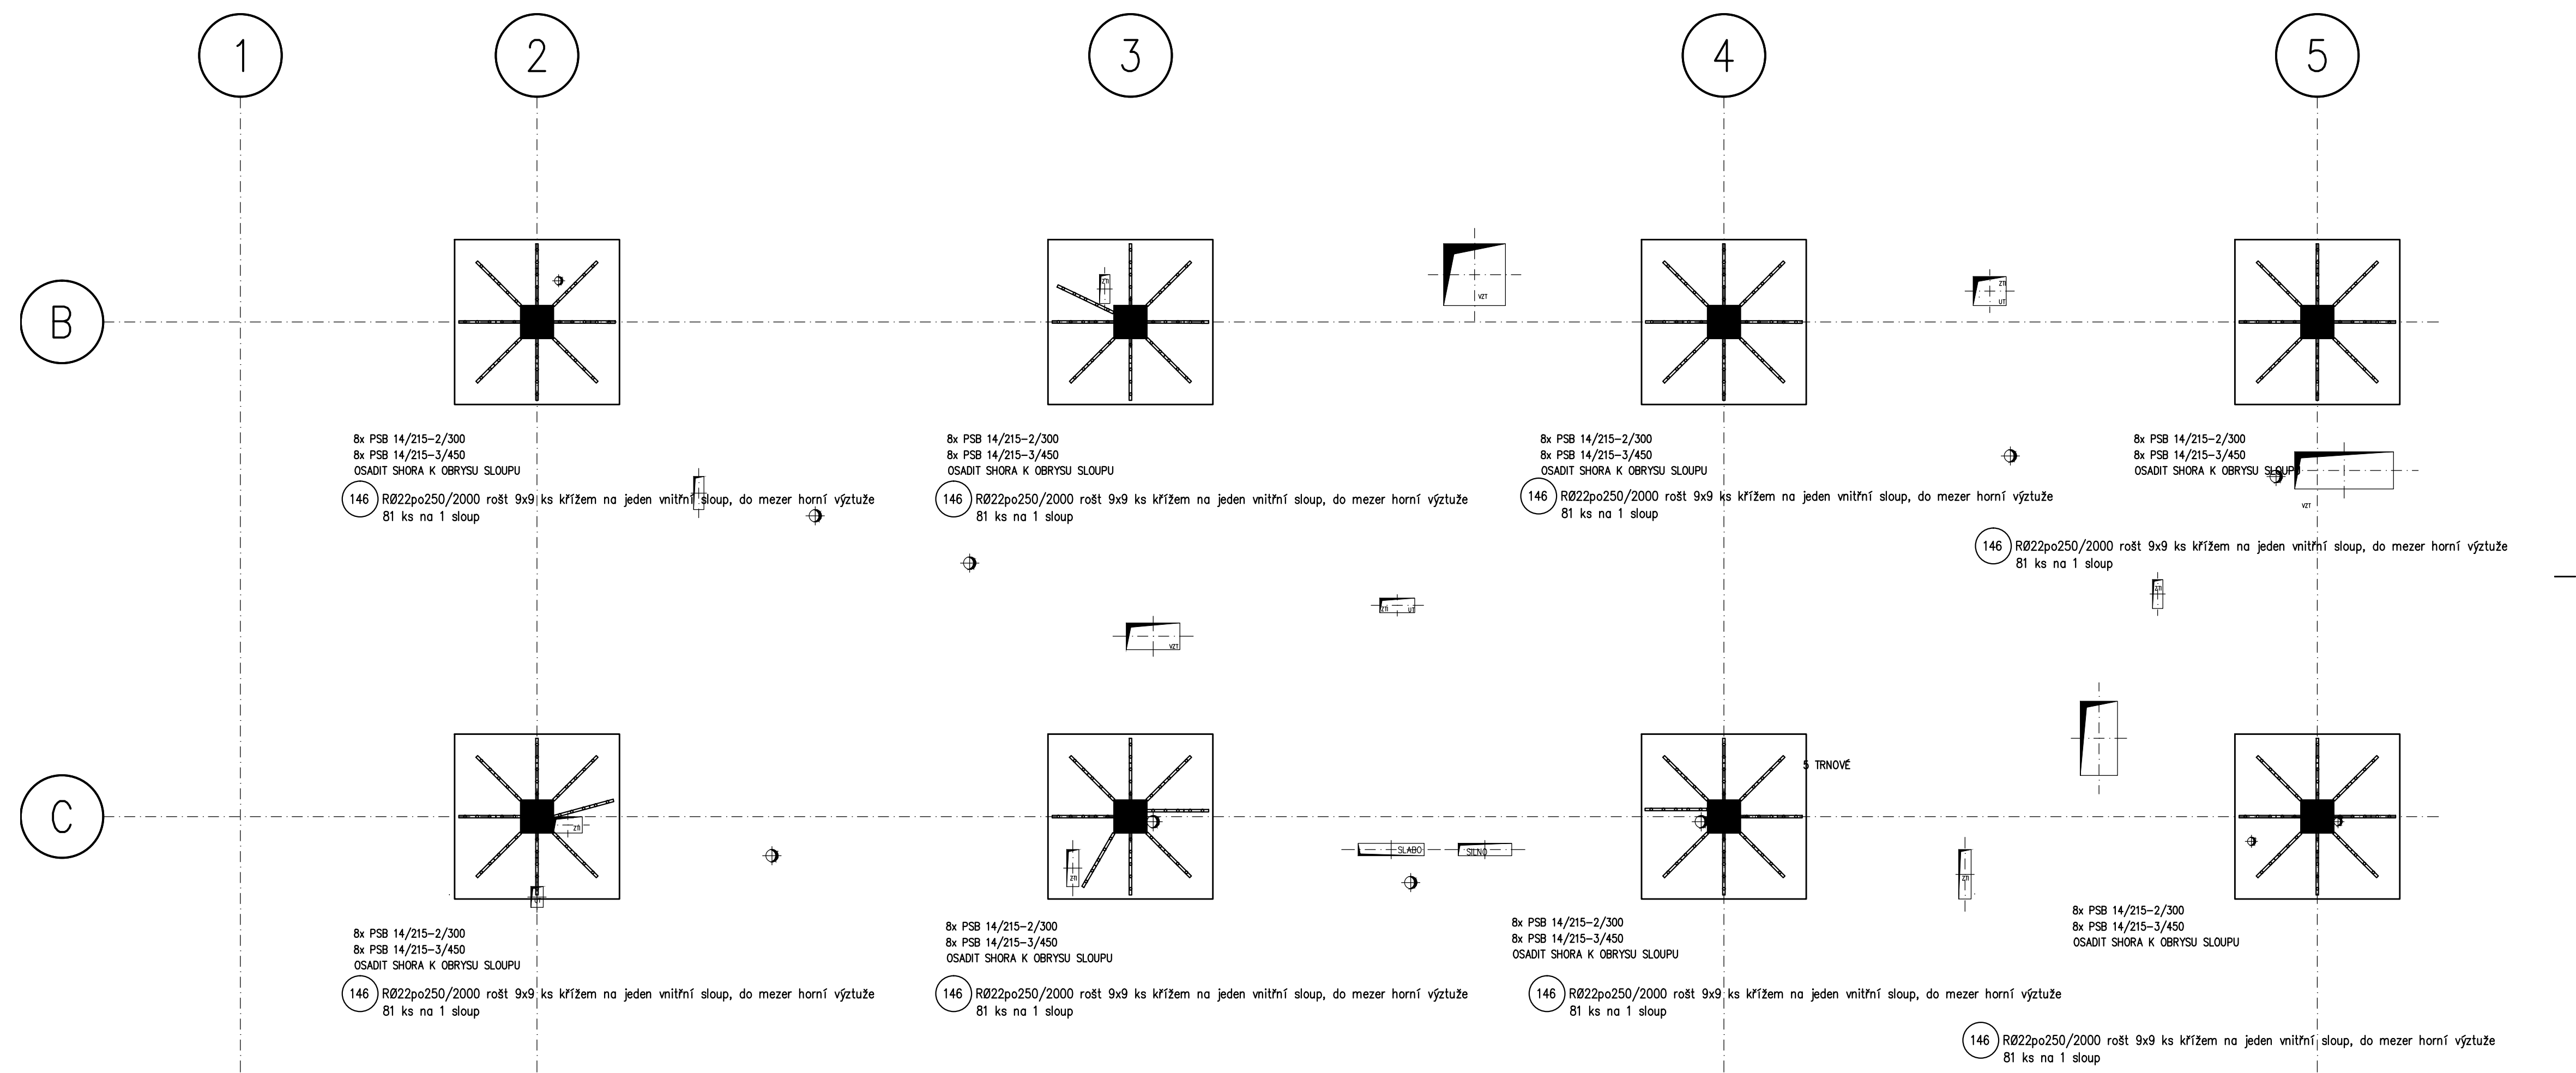 1
2
3
4
5
B
ZTI
VZT
ZTI
UT
8x PSB 14/215-2/300
8x PSB 14/215-3/450
OSADIT SHORA K OBRYSU SLOUPU
146 RØ22po250/2000 rošt 9x9 ks křížem na jeden vnitřní sloup, do mezer horní výztuže
81 ks na 1 sloup
8x PSB 14/215-2/300
8x PSB 14/215-3/450
OSADIT SHORA K OBRYSU SLOUPU
146 RØ22po250/2000 rošt 9x9 ks křížem na jeden vnitřní sloup, do mezer horní výztuže
81 ks na 1 sloup
8x PSB 14/215-2/300
8x PSB 14/215-3/450
OSADIT SHORA K OBRYSU SLOUPU
146 RØ22po250/2000 rošt 9x9 ks křížem na jeden vnitřní sloup, do mezer horní výztuže
81 ks na 1 sloup
8x PSB 14/215-2/300
8x PSB 14/215-3/450
OSADIT SHORA K OBRYSU SLOUPU
VZT
146 RØ22po250/2000 rošt 9x9 ks křížem na jeden vnitřní sloup, do mezer horní výztuže
81 ks na 1 sloup
ZTI
ZTI
UT
VZT
C
5 TRNOVÉ
ZTI
UT
ZTI
SLABO
SILNO
ZTI
8x PSB 14/215-2/300
8x PSB 14/215-3/450
OSADIT SHORA K OBRYSU SLOUPU
146 RØ22po250/2000 rošt 9x9 ks křížem na jeden vnitřní sloup, do mezer horní výztuže
81 ks na 1 sloup
8x PSB 14/215-2/300
8x PSB 14/215-3/450
OSADIT SHORA K OBRYSU SLOUPU
146 RØ22po250/2000 rošt 9x9 ks křížem na jeden vnitřní sloup, do mezer horní výztuže
81 ks na 1 sloup
8x PSB 14/215-2/300
8x PSB 14/215-3/450
OSADIT SHORA K OBRYSU SLOUPU
146 RØ22po250/2000 rošt 9x9 ks křížem na jeden vnitřní sloup, do mezer horní výztuže
81 ks na 1 sloup
8x PSB 14/215-2/300
8x PSB 14/215-3/450
OSADIT SHORA K OBRYSU SLOUPU
146 RØ22po250/2000 rošt 9x9 ks křížem na jeden vnitřní sloup, do mezer horní výztuže
81 ks na 1 sloup